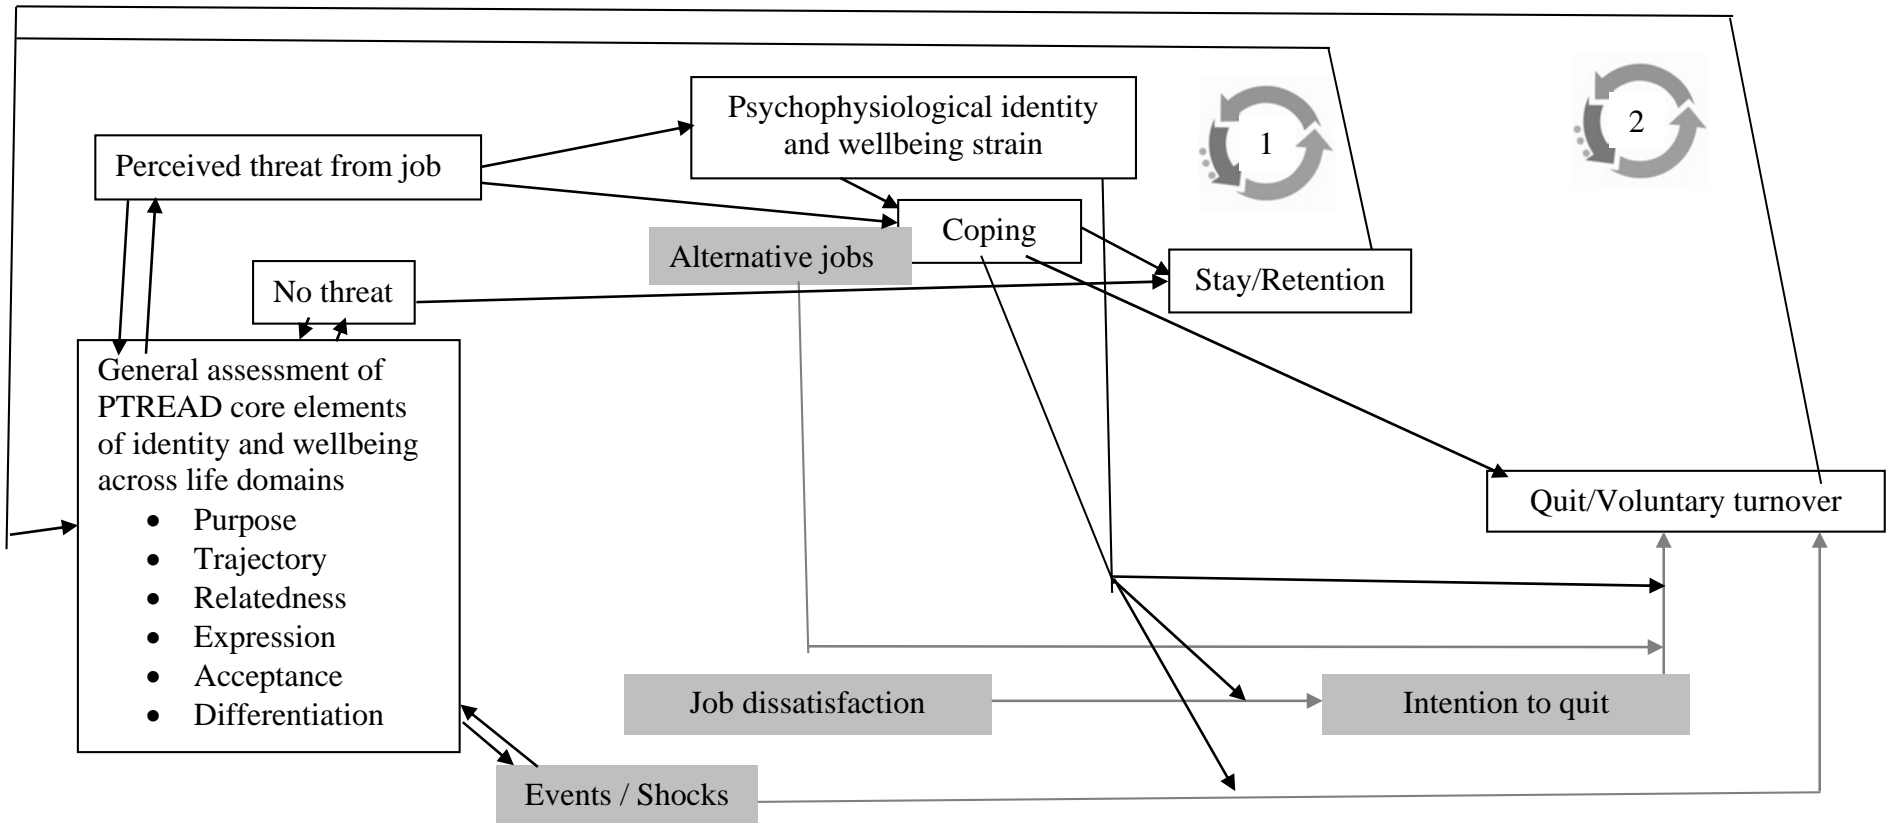 Psychophysiological identity
and wellbeing strain
1
2
Perceived threat from job
Coping
Alternative jobs
Stay/Retention
No threat
General assessment of
PTREAD core elements
of identity and wellbeing
across life domains
• Purpose
• Trajectory
• Relatedness
• Expression
• Acceptance
• Differentiation
Quit/Voluntary turnover
Job dissatisfaction
Intention to quit
Events / Shocks